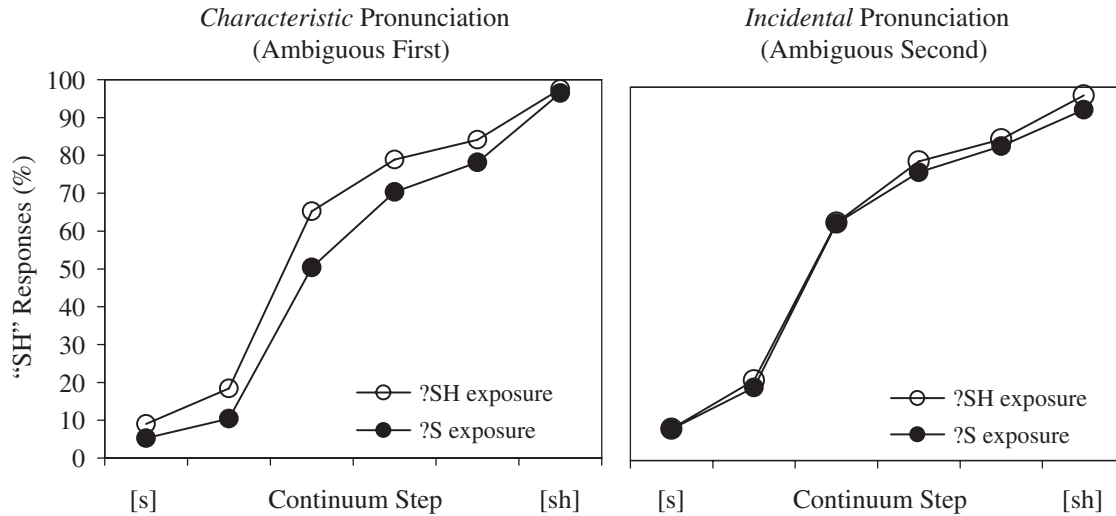 Characteristic Pronunciation
(Ambiguous First)
Incidental Pronunciation
(Ambiguous Second)
"SH" Responses (%)
100
90
80
70
60
50
40
30
20
10
0
?SH exposure
?S exposure
?SH exposure
?S exposure
[s] Continuum Step [sh]
[s] Continuum Step [sh]